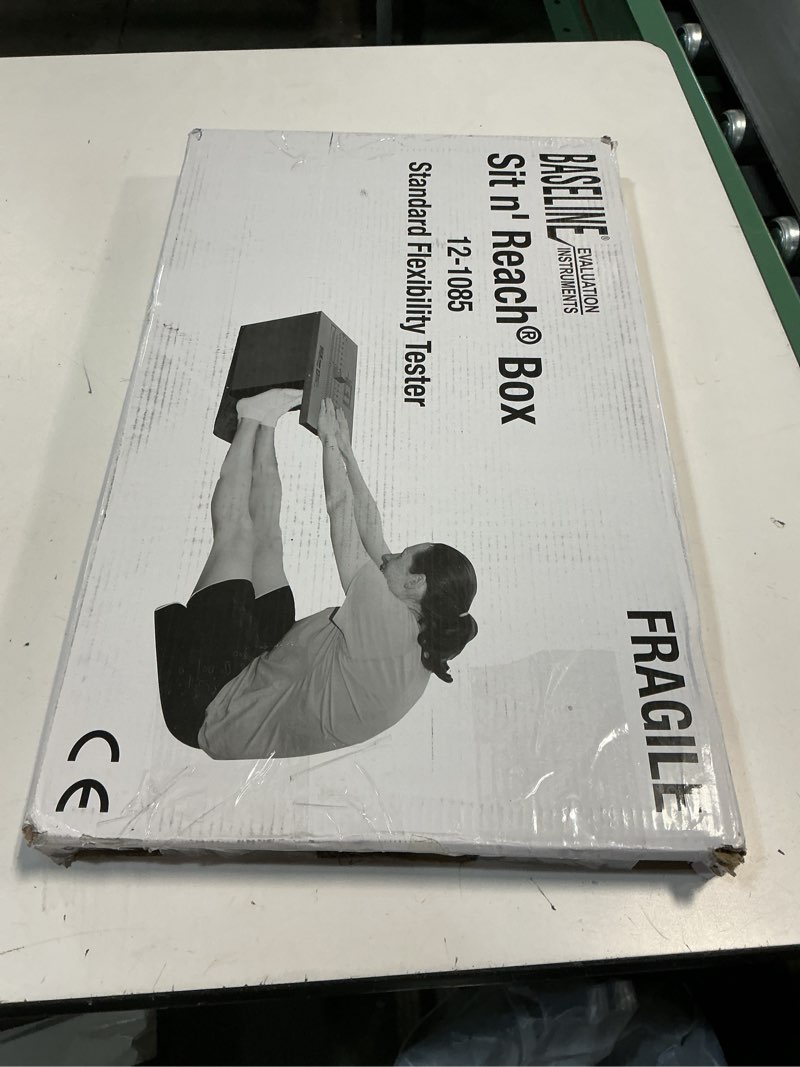 BASELINE® EVALUATION
INSTRUMENTS
Sit n' Reach® Box
12-1085
Standard Flexibility Tester
FRAGILE
CE